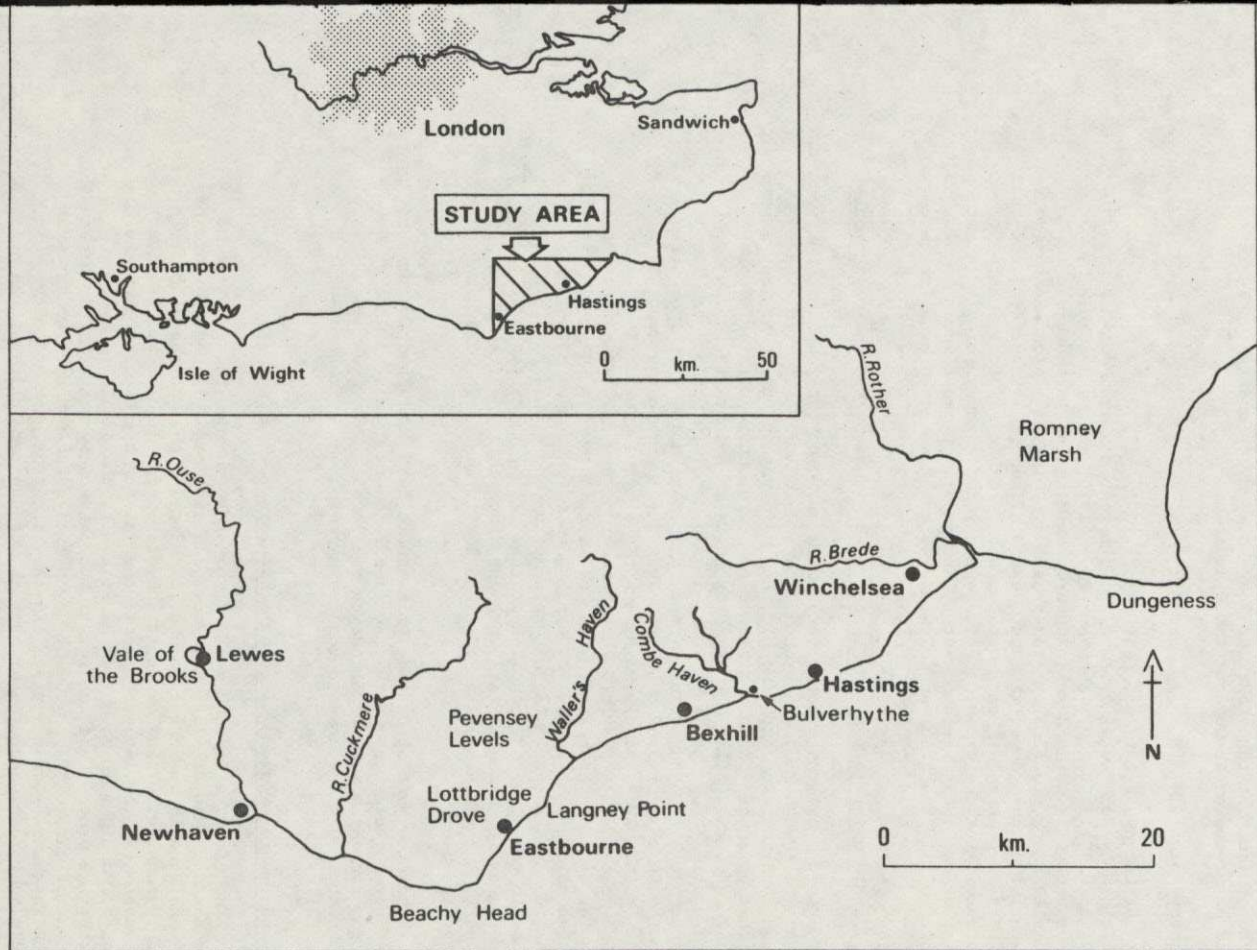 London
Sandwich
STUDY AREA
Southampton
Hastings
Eastbourne
Isle of Wight
0 km. 50
R.Rother
Romney
Marsh
R.Ouse
R.Brede
Winchelsea
Dungeness
Waller's Haven
Combe Haven
Vale of
the Brooks
Lewes
Hastings
Bulverhythe
Pevensey
Levels
Bexhill
R.Cuckmere
N
Lottbridge
Drove
Langney Point
Newhaven
Eastbourne
0 km. 20
Beachy Head